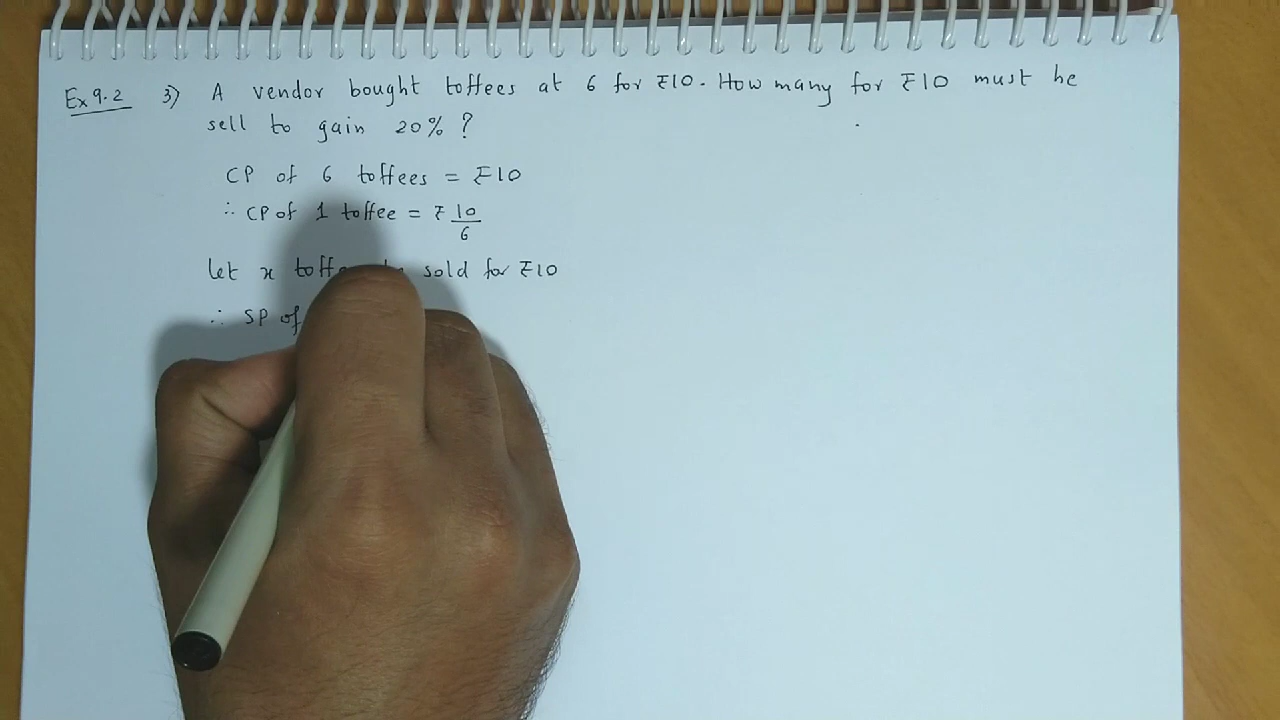 Ex 9.2 3) A vendor bought toffees at 6 for ₹10. How many for ₹10 must he
sell to gain 20% ?
CP of 6 toffees = ₹10
∴ CP of 1 toffee = ₹ 10/6
let x sold for ₹10
∴ SP of